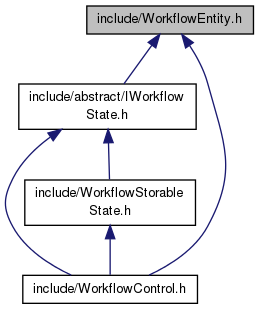 include/WorkflowEntity.h
include/abstract/IWorkflow
State.h
include/WorkflowStorable
State.h
include/WorkflowControl.h